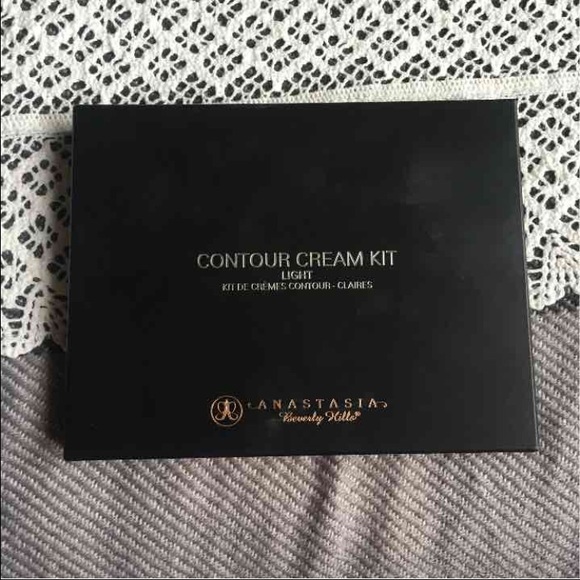 CONTOUR CREAM KIT
LIGHT
KIT DE CRÈMES CONTOUR - CLAIRES
ANASTASIA
Beverly Hills®